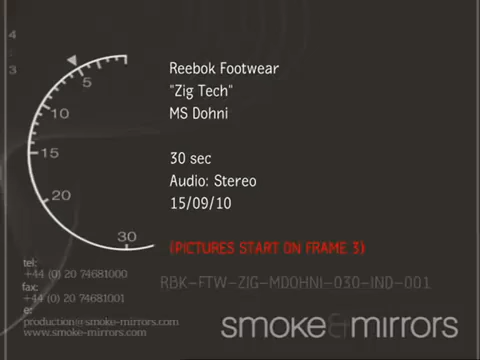 4
3
5
10
15
20
30
Reebok Footwear
"Zig Tech"
MS Dohni
30 sec
Audio: Stereo
15/09/10
(PICTURES START ON FRAME 3)
RBK-FTW-ZIG-MDOHNI-030-IND-001
tel:
+44 (0) 20 74681000
fax:
+44 (0) 20 74681001
e:
production@smoke-mirrors.com
www.smoke-mirrors.com
smoke&mirrors